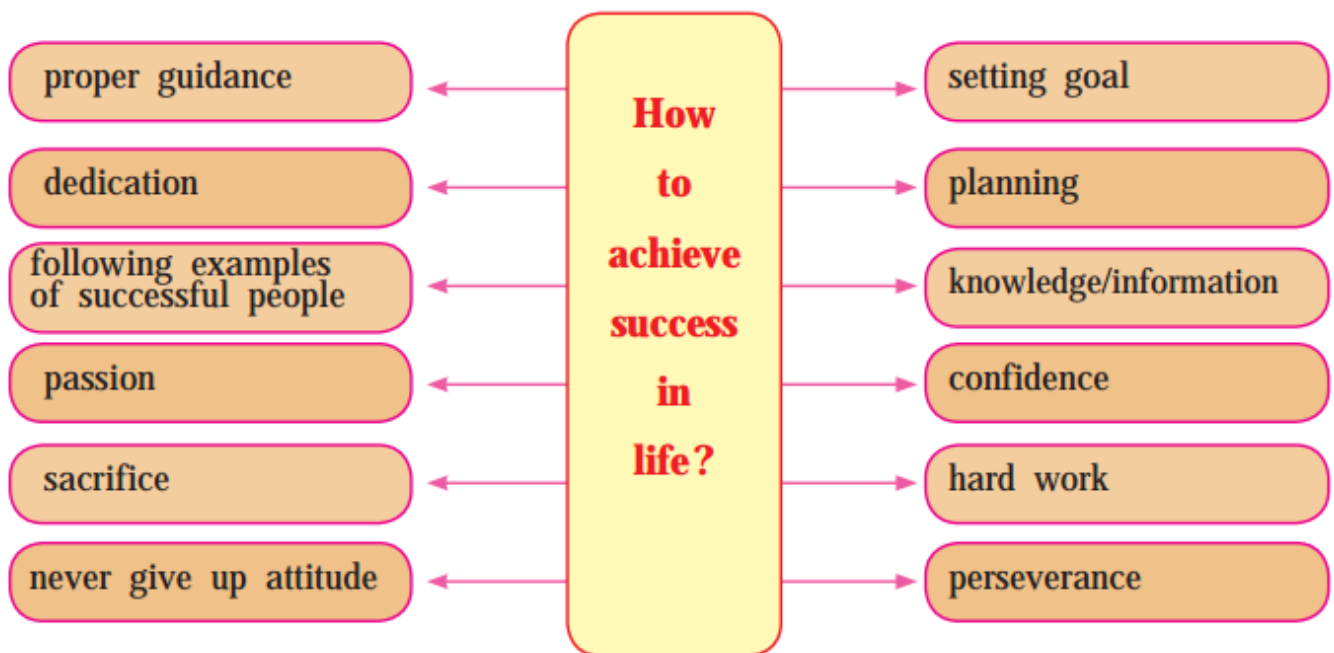 proper guidance
dedication
following examples
of successful people
passion
sacrifice
never give up attitude
How
to
achieve
success
in
life?
setting goal
planning
knowledge/information
confidence
hard work
perseverance